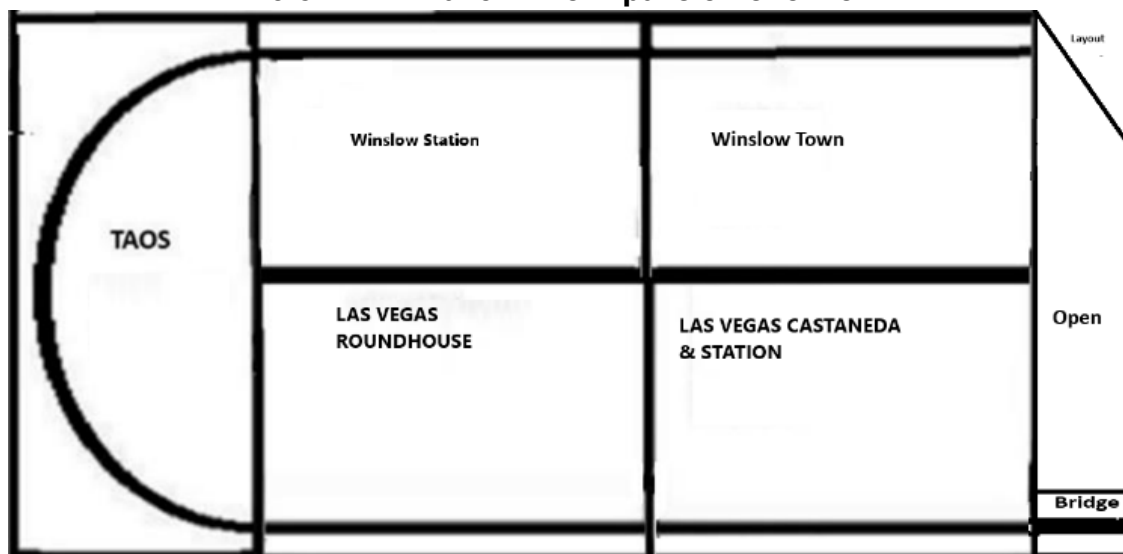 Layout
Winslow Station
Winslow Town
TAOS
LAS VEGAS
ROUNDHOUSE
LAS VEGAS CASTANEDA
& STATION
Open
Bridge